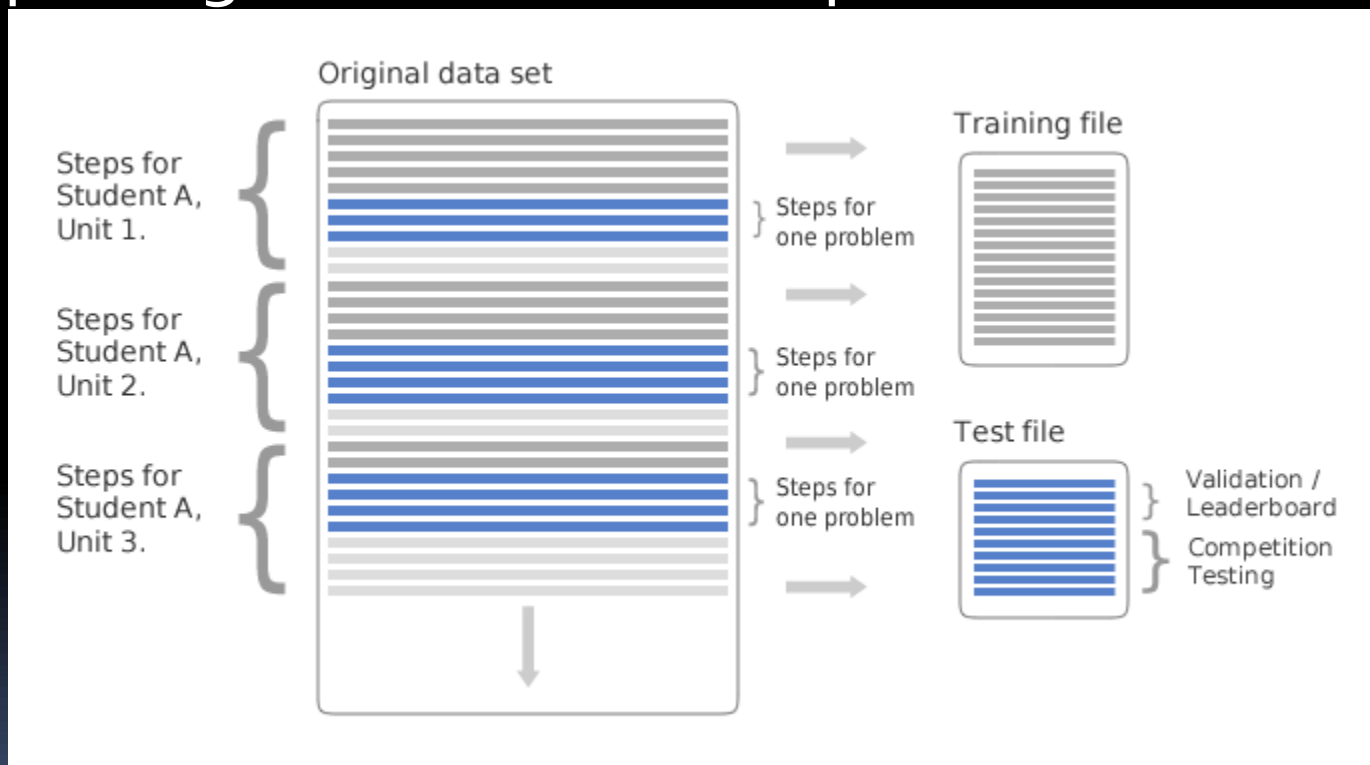 Original data set
Steps for
Student A,
Unit 1.
Steps for
Student A,
Unit 2.
Steps for
Student A,
Unit 3.
Steps for
one problem
Steps for
one problem
Steps for
one problem
Training file
Test file
Validation /
Leaderboard
Competition
Testing